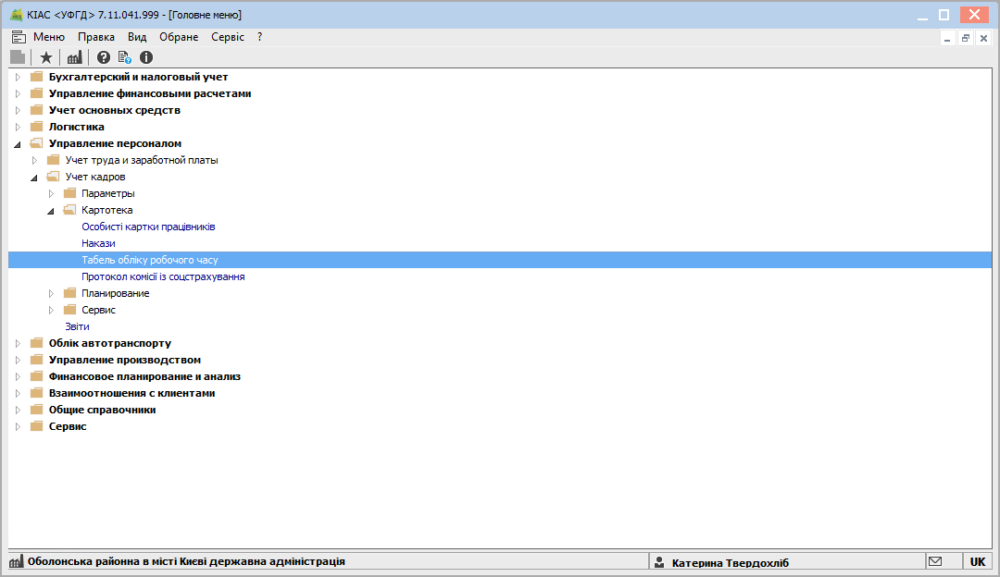 КІАС <УФГД> 7.11.041.999 - [Головне меню]
Меню Правка Вид Обране Сервіс ?
Бухгалтерский и налоговый учет
Управление финансовыми расчетами
Учет основных средств
Логистика
Управление персоналом
Учет труда и заработной платы
Учет кадров
Параметры
Картотека
Особисті картки працівників
Накази
Табель обліку робочого часу
Протокол комісії із соцстрахування
Планирование
Сервис
Звіти
Облік автотранспорту
Управление производством
Финансовое планирование и анализ
Взаимоотношения с клиентами
Общие справочники
Сервис
Оболонська районна в місті Києві державна адміністрація Катерина Твердохліб UK